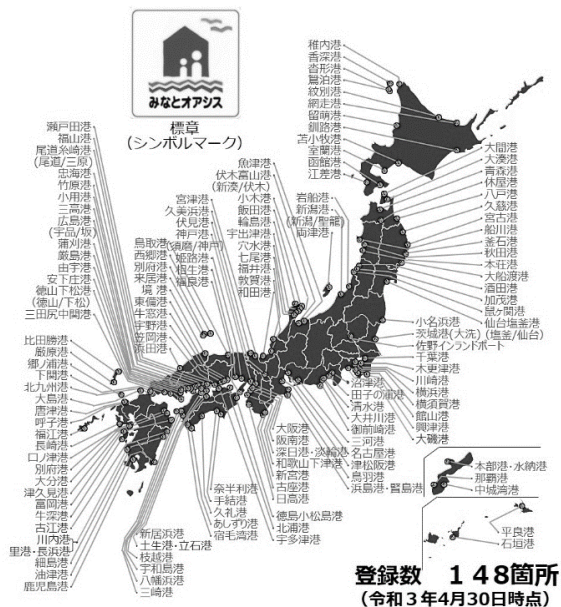 みなとオアシス
標章
(シンボルマーク)
稚内港
香深港
沓形港
鴛泊港
紋別港
網走港
留萌港
釧路港
苫小牧港
室蘭港
函館港
江差港
大間港
大湊港
青森港
休屋港
八戸港
久慈港
宮古港
船川港
釜石港
秋田港
本荘港
大船渡港
酒田港
加茂港
鼠ヶ関港
仙台塩釜港
(塩釜/仙台)
瀬戸田港
福山港
尾道糸崎港
(尾道/三原)
忠海港
竹原港
小用港
三高港
広島港
(宇品/坂)
蒲刈港
厳島港
由宇港
安下庄港
徳山下松港
(徳山/下松)
三田尻中関港
鳥取港
西郷港
別府港
来居港
境 港
東備港
牛窓港
宇野港
笠岡港
浜田港
宮津港
久美浜港
伏見港
神戸港
(須磨/神戸)
姫路港
相生港
福良港
魚津港
伏木富山港
(新湊/伏木)
小木港
飯田港
輪島港
宇出津港
穴水港
七尾港
福井港
敦賀港
和田港
岩船港
新潟港
(新潟/聖籠)
両津港
小名浜港
茨城港(大洗)
佐野インランドポート
千葉港
木更津港
川崎港
横浜港
横須賀港
館山港
興津港
大磯港
比田勝港
厳原港
郷ノ浦港
下関港
北九州港
大島港
唐津港
呼子港
福江港
長崎港
口ノ津港
別府港
大分港
津久見港
富岡港
牛深港
古江港
川内港
里港・長浜港
細島港
油津港
鹿児島港
沼津港
田子の浦港
清水港
大井川港
御前崎港
三河港
名古屋港
津松阪港
鳥羽港
浜島港・賢島港
大阪港
阪南港
深日港・淡輪港
和歌山下津港
新宮港
古座港
日高港
徳島小松島港
北浦港
宇多津港
奈半利港
手結港
久礼港
あしずり港
宿毛湾港
新居浜港
土生港・立石港
枝越港
宇和島港
八幡浜港
三崎港
本部港・水納港
那覇港
中城湾港
平良港
石垣港
登録数 148箇所
(令和3年4月30日時点)